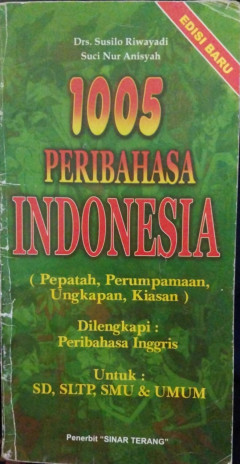 Drs. Susilo Riwayadi
Suci Nur Anisyah
EDISI BARU
1005
PERIBAHASA
INDONESIA
( Pepatah, Perumpamaan,
Ungkapan, Kiasan )
Dilengkapi :
Peribahasa Inggris
Untuk :
SD, SLTP, SMU & UMUM
Penerbit "SINAR TERANG"